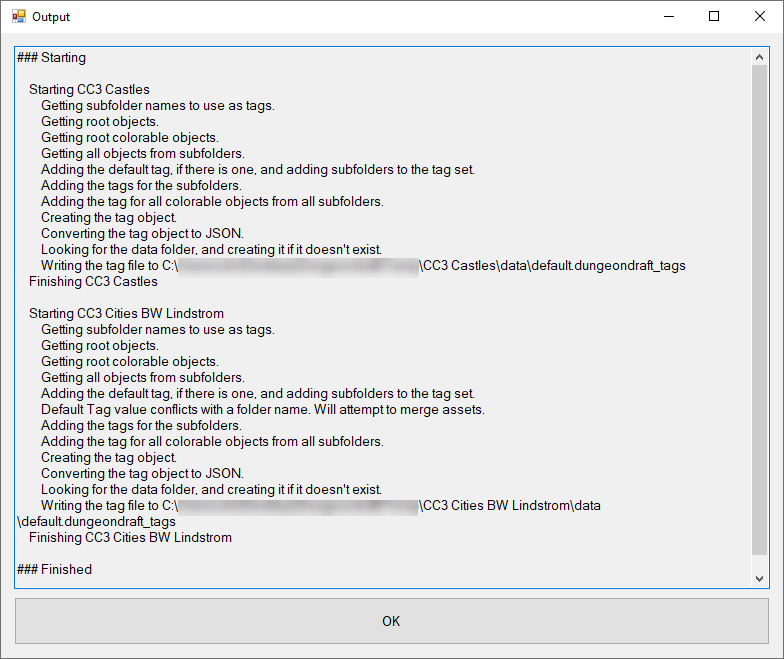 Output
### Starting
Starting CC3 Castles
Getting subfolder names to use as tags.
Getting root objects.
Getting root colorable objects.
Getting all objects from subfolders.
Adding the default tag, if there is one, and adding subfolders to the tag set.
Adding the tags for the subfolders.
Adding the tag for all colorable objects from all subfolders.
Creating the tag object.
Converting the tag object to JSON.
Looking for the data folder, and creating it if it doesn't exist.
Writing the tag file to C:\ \CC3 Castles\data\default.dungeondraft_tags
Finishing CC3 Castles
Starting CC3 Cities BW Lindstrom
Getting subfolder names to use as tags.
Getting root objects.
Getting root colorable objects.
Getting all objects from subfolders.
Adding the default tag, if there is one, and adding subfolders to the tag set.
Default Tag value conflicts with a folder name. Will attempt to merge assets.
Adding the tags for the subfolders.
Adding the tag for all colorable objects from all subfolders.
Creating the tag object.
Converting the tag object to JSON.
Looking for the data folder, and creating it if it doesn't exist.
Writing the tag file to C:\ \CC3 Cities BW Lindstrom\data
\default.dungeondraft_tags
Finishing CC3 Cities BW Lindstrom
### Finished
OK